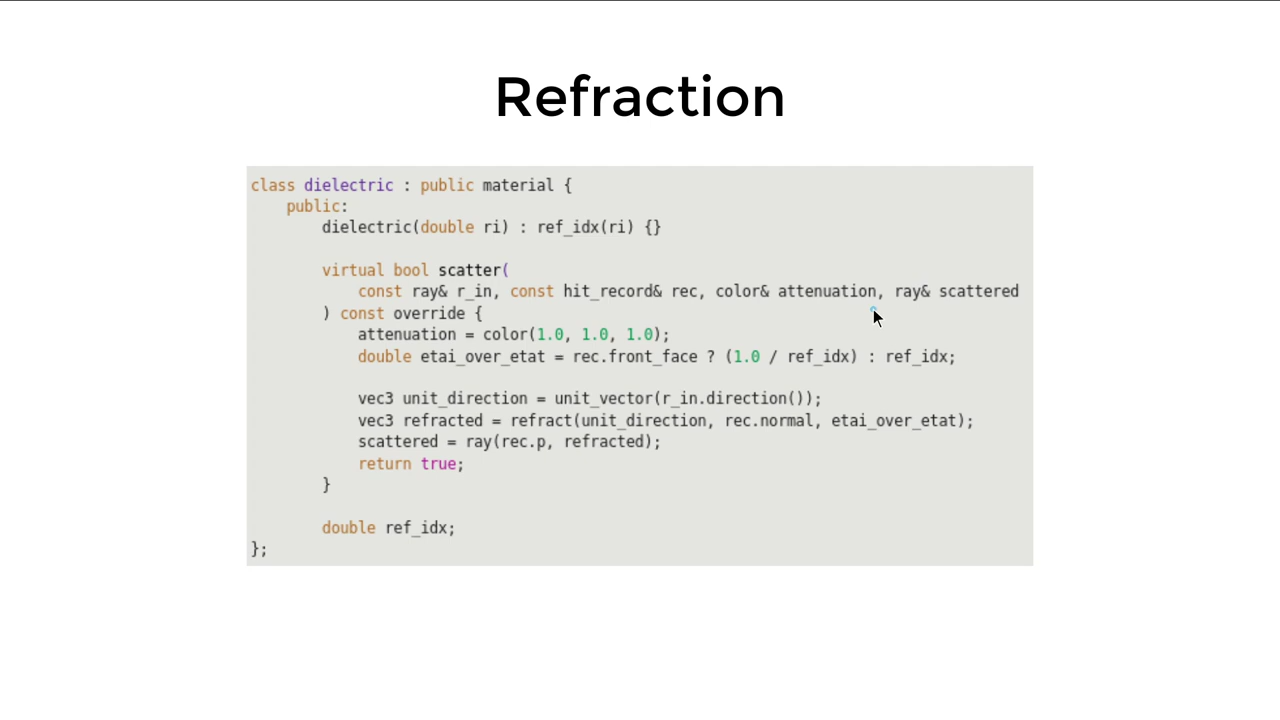 Refraction
class dielectric : public material {
    public:
        dielectric(double ri) : ref_idx(ri) {}

        virtual bool scatter(
            const ray& r_in, const hit_record& rec, color& attenuation, ray& scattered
        ) const override {
            attenuation = color(1.0, 1.0, 1.0);
            double etai_over_etat = rec.front_face ? (1.0 / ref_idx) : ref_idx;

            vec3 unit_direction = unit_vector(r_in.direction());
            vec3 refracted = refract(unit_direction, rec.normal, etai_over_etat);
            scattered = ray(rec.p, refracted);
            return true;
        }

        double ref_idx;
};